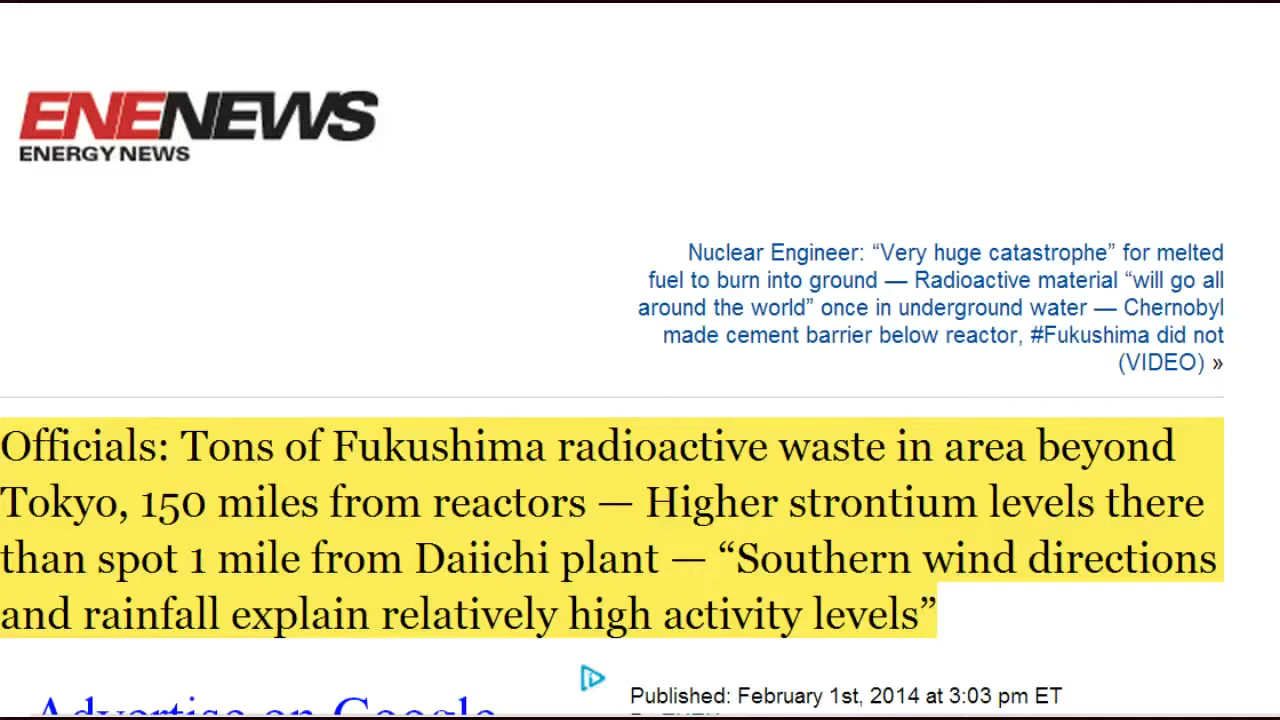 ENENEWS
ENERGY NEWS
Nuclear Engineer: “Very huge catastrophe” for melted
fuel to burn into ground — Radioactive material “will go all
around the world” once in underground water — Chernobyl
made cement barrier below reactor, #Fukushima did not
(VIDEO) »
Officials: Tons of Fukushima radioactive waste in area beyond
Tokyo, 150 miles from reactors — Higher strontium levels there
than spot 1 mile from Daiichi plant — “Southern wind directions
and rainfall explain relatively high activity levels”
Advertise on Google
Published: February 1st, 2014 at 3:03 pm ET